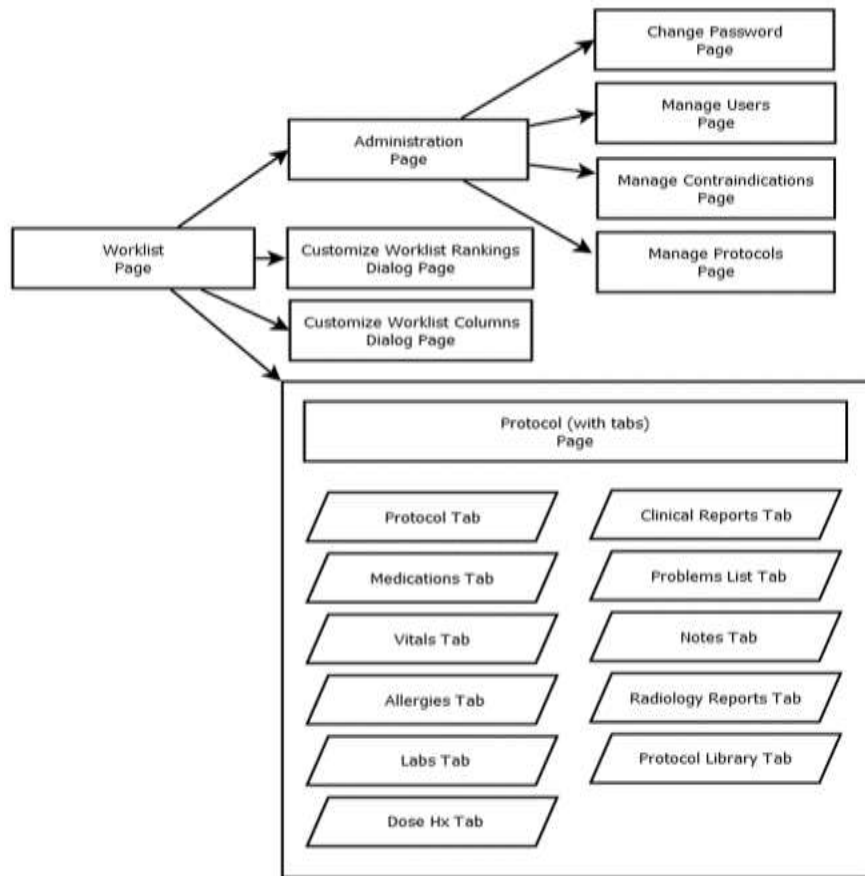 Change Password
Page
Manage Users
Page
Administration
Page
Manage Contraindications
Page
Worklist
Page
Customize Worklist Rankings
Dialog Page
Manage Protocols
Page
Customize Worklist Columns
Dialog Page
Protocol (with tabs)
Page
Protocol Tab
Clinical Reports Tab
Medications Tab
Problems List Tab
Vitals Tab
Notes Tab
Allergies Tab
Radiology Reports Tab
Labs Tab
Protocol Library Tab
Dose Hx Tab